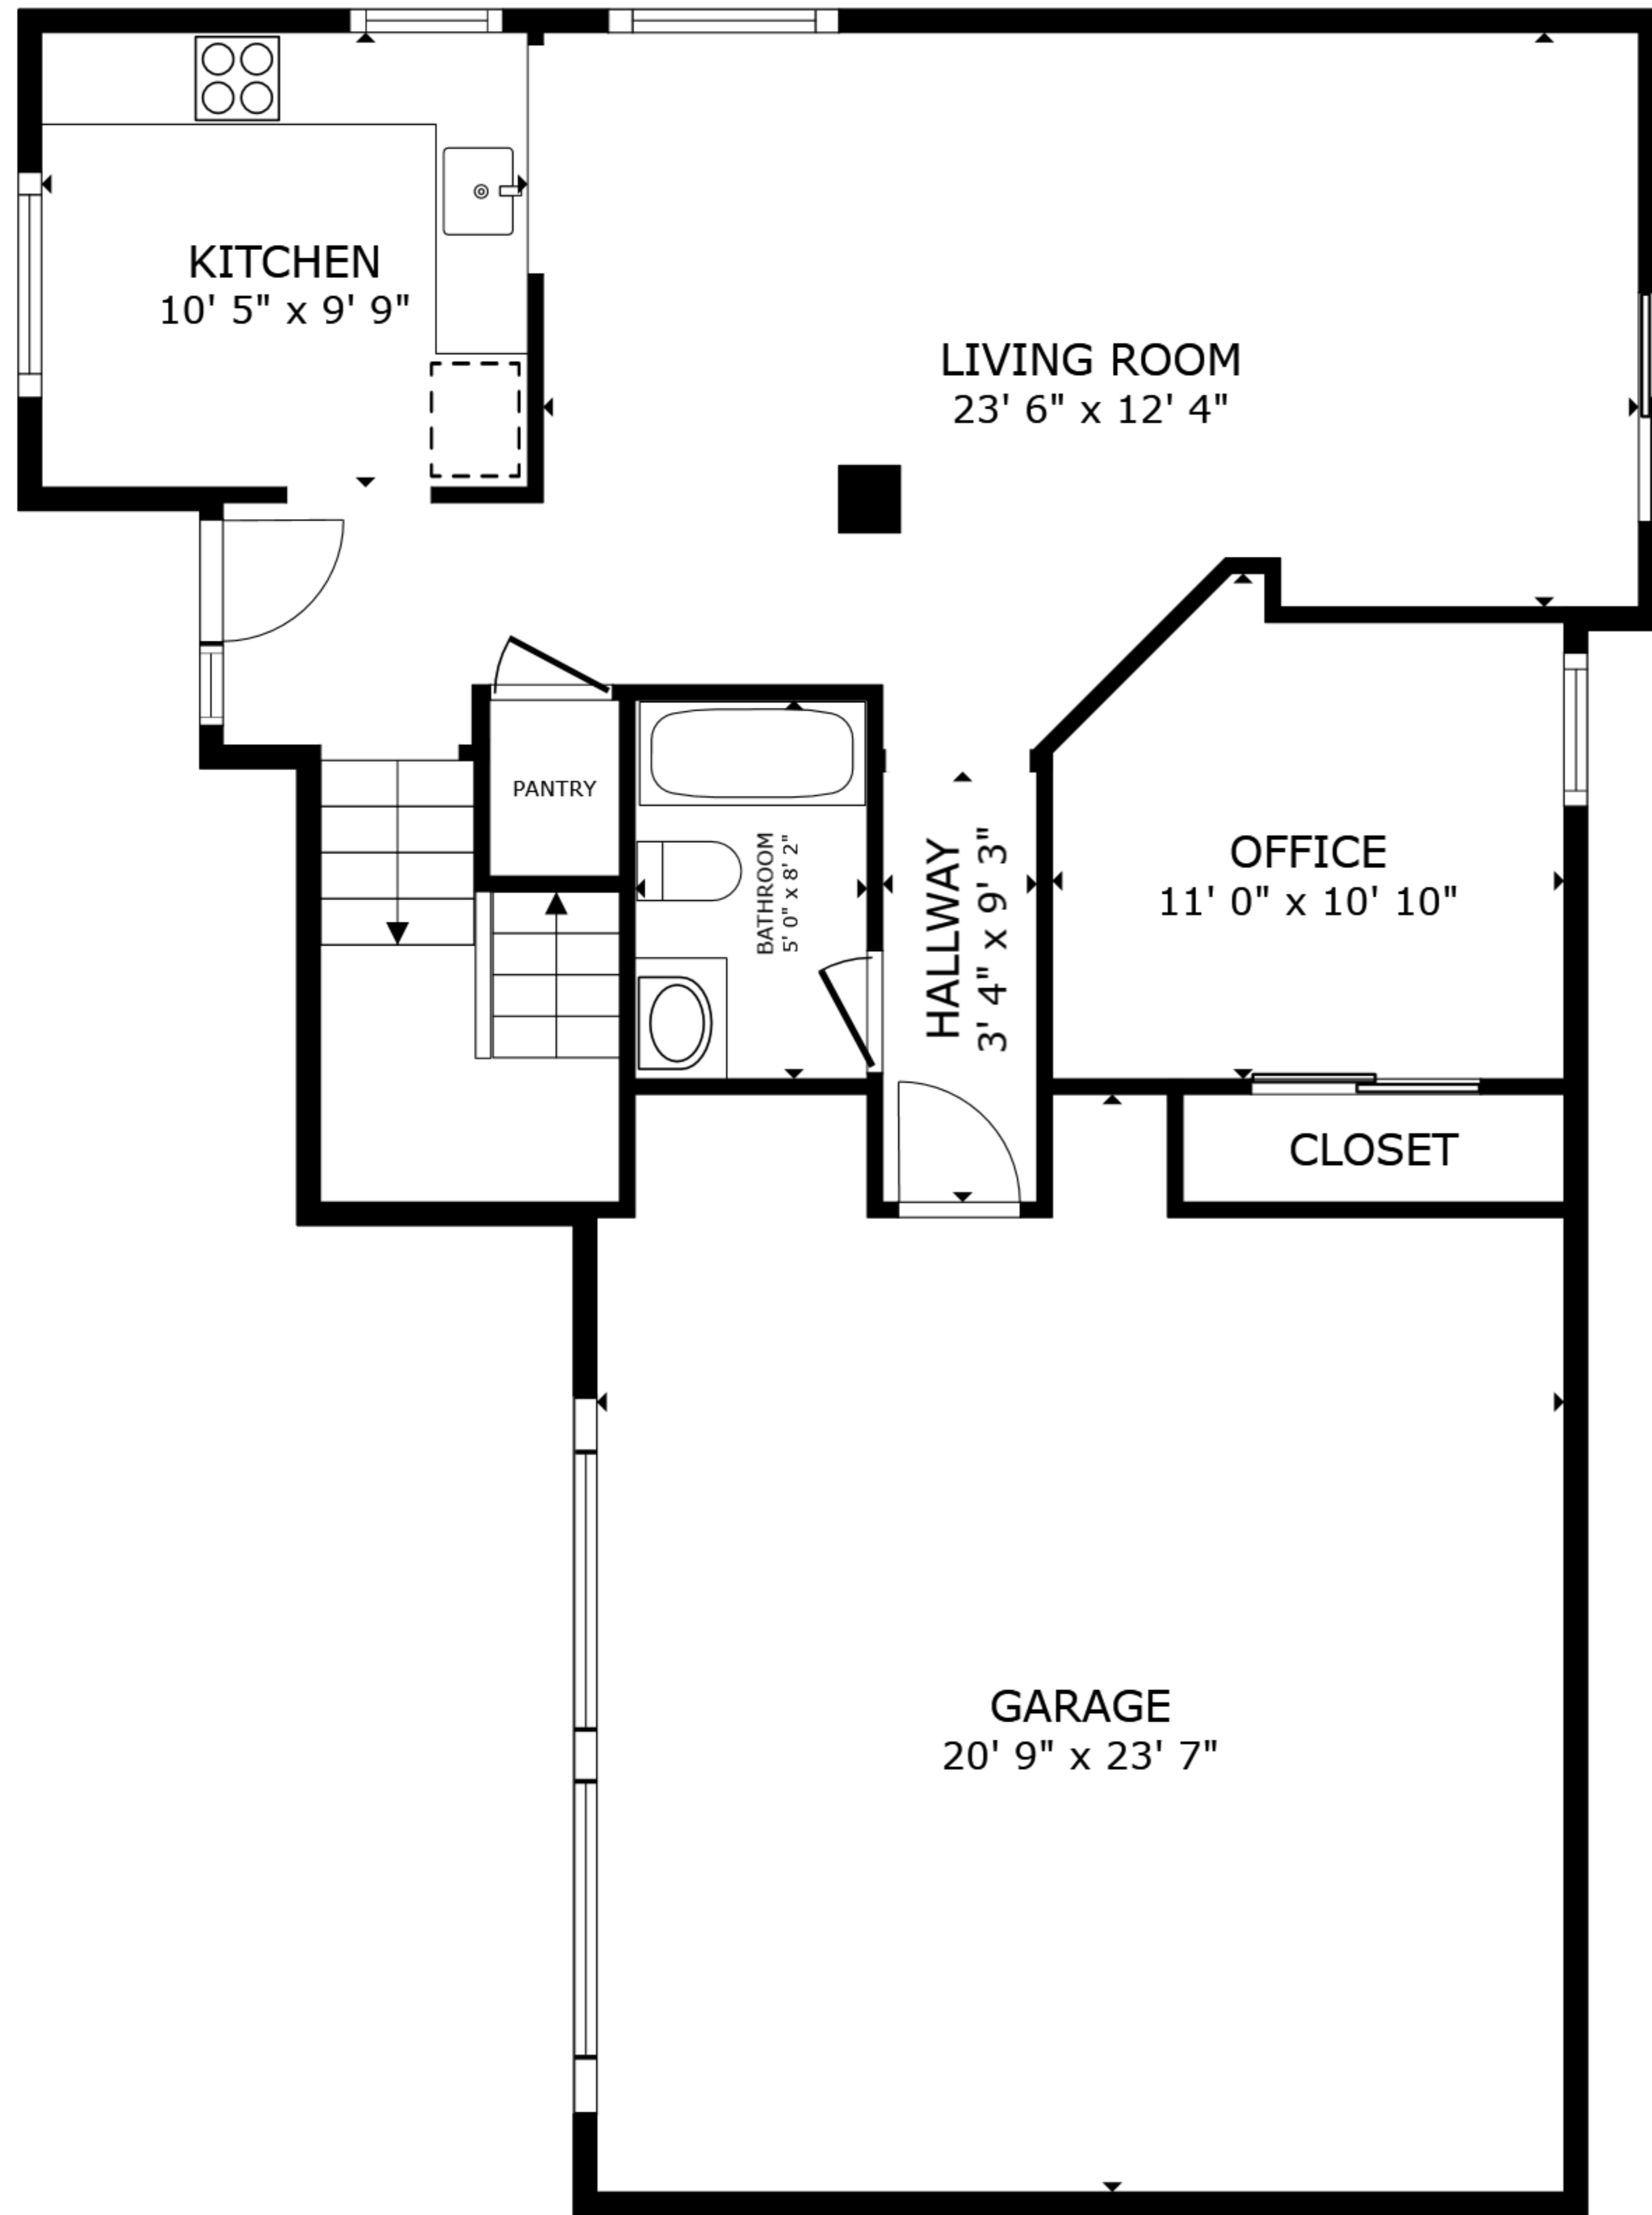 KITCHEN
10' 5" x 9' 9"
LIVING ROOM
23' 6" x 12' 4"
PANTRY
BATHROOM
5' 0" x 8' 2"
HALLWAY
3' 4" x 9' 3"
OFFICE
11' 0" x 10' 10"
CLOSET
GARAGE
20' 9" x 23' 7"